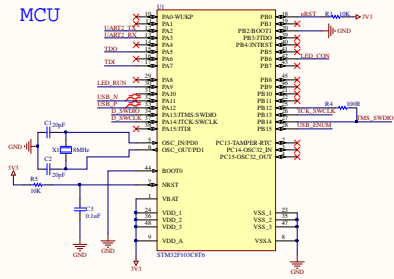 MCU
U1
PA0-WUKP
PA1
UART2_TX
PA2
UART2_RX
PA3
PA4
TDO
PA5
PA6
TDI
PA7
PA8
LED_RUN
PA9
PA10
USB_N
PA11
USB_P
PA12
D_SWDIO
PA13/JTMS/SWDIO
D_SWCLK
PA14/JTCK/SWCLK
PA15/JTDI
OSC_IN/PD0
OSC_OUT/PD1
BOOT0
NRST
VBAT
VDD_1
VDD_2
VDD_3
VDD_A
STM32F103C8T6
PB0
PB1
PB2/BOOT1
PB3/JTDO
PB4/JNTRST
PB5
PB6
PB7
PB8
PB9
PB10
PB11
PB12
PB13
PB14
PB15
PC13-TAMPER-RTC
PC14-OSC32_IN
PC15-OSC32_OUT
VSS_1
VSS_2
VSS_3
VSSA
nRST
10K
3V3
GND
LED_CON
R4
100R
TCK_SWCLK
TMS_SWDIO
USB_ENUM
C1
20pF
X1
8MHz
C2
20pF
GND
3V3
R5
10K
C3
0.1uF
GND
GND
3V3
GND